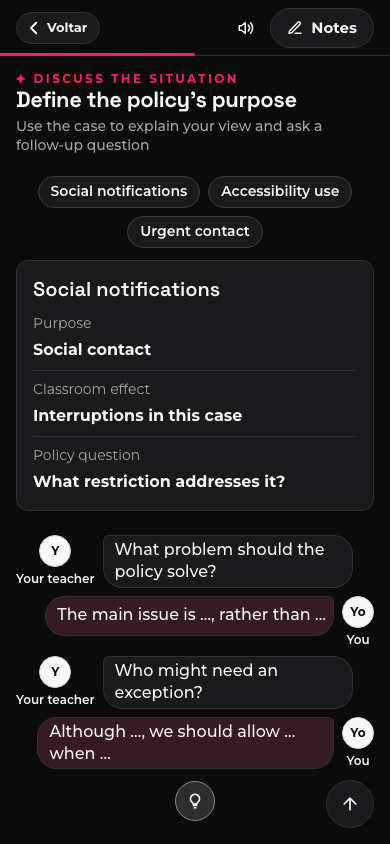 Voltar
Notes
DISCUSS THE SITUATION
Define the policy's purpose
Use the case to explain your view and ask a
follow-up question
Social notifications
Accessibility use
Urgent contact
Social notifications
Purpose
Social contact
Classroom effect
Interruptions in this case
Policy question
What restriction addresses it?
Y
Your teacher
What problem should the
policy solve?
The main issue is ..., rather than ...
Yo
You
Y
Your teacher
Who might need an
exception?
Although ..., we should allow ...
when ...
Yo
You